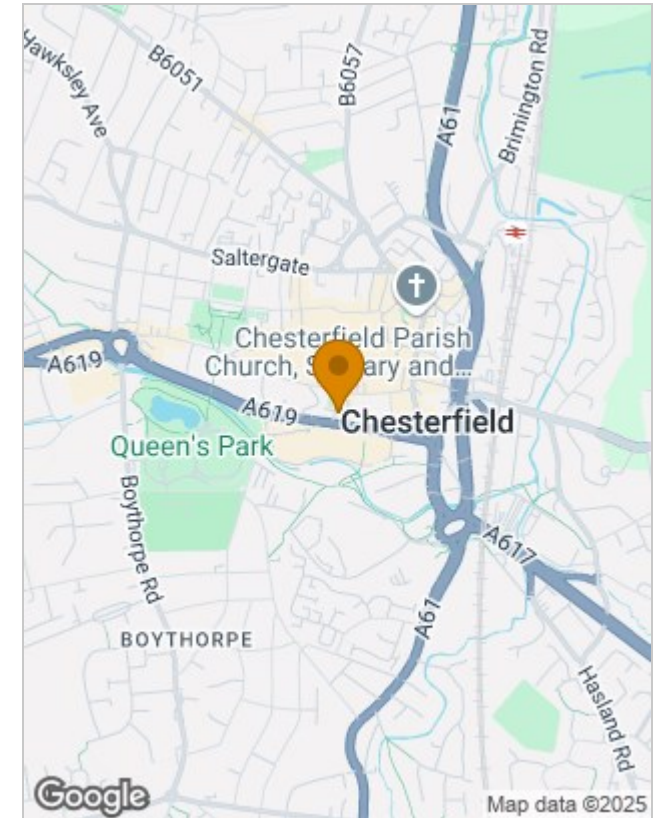 Hawksley Ave
B6051
B6057
A61
Brimington Rd
Saltergate
Chesterfield Parish
Church, S ary and...
A619
A619
Chesterfield
Queen's Park
Boythorpe Rd
A617
BOYTHORPE
A61
Hasland Rd
Google
Map data ©2025